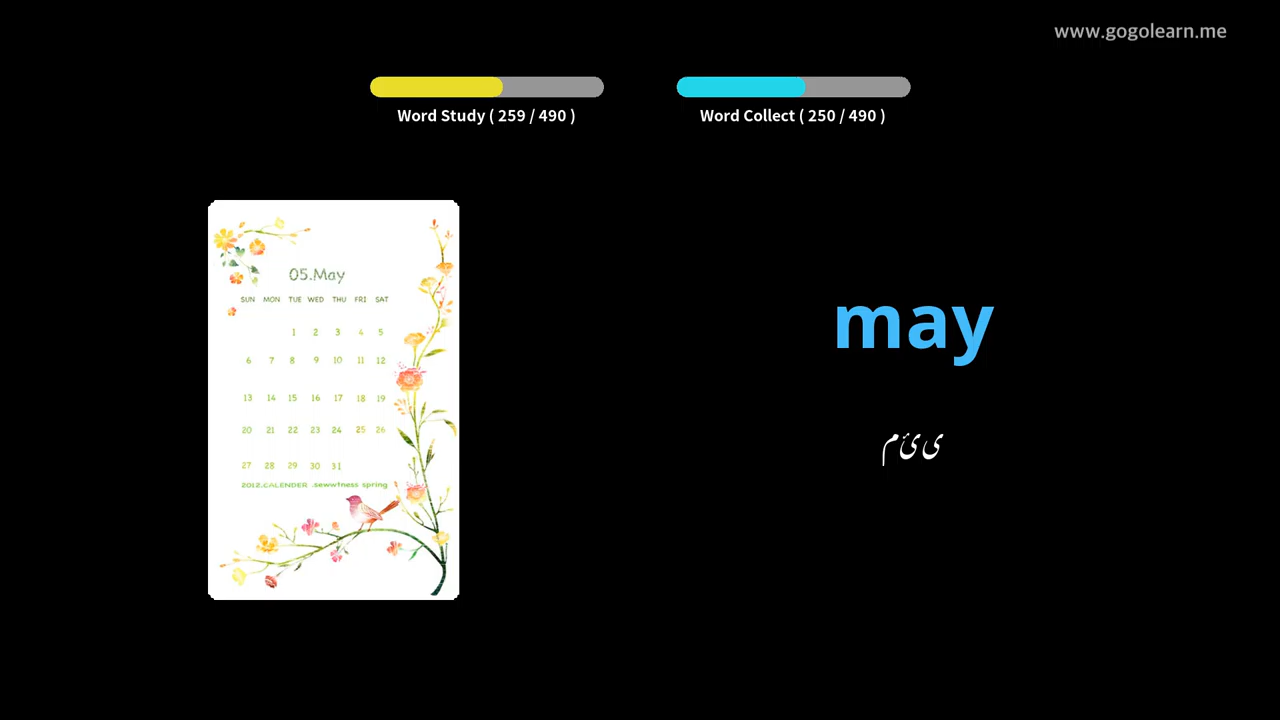 www.gogolearn.me
Word Study ( 259 / 490 )
Word Collect ( 250 / 490 )
05.May
SUN MON TUE WED THU FRI SAT
1 2 3 4 5
6 7 8 9 10 11 12
13 14 15 16 17 18 19
20 21 22 23 24 25 26
27 28 29 30 31
2012.CALENDER .sewwtness spring
may
ی ئ م